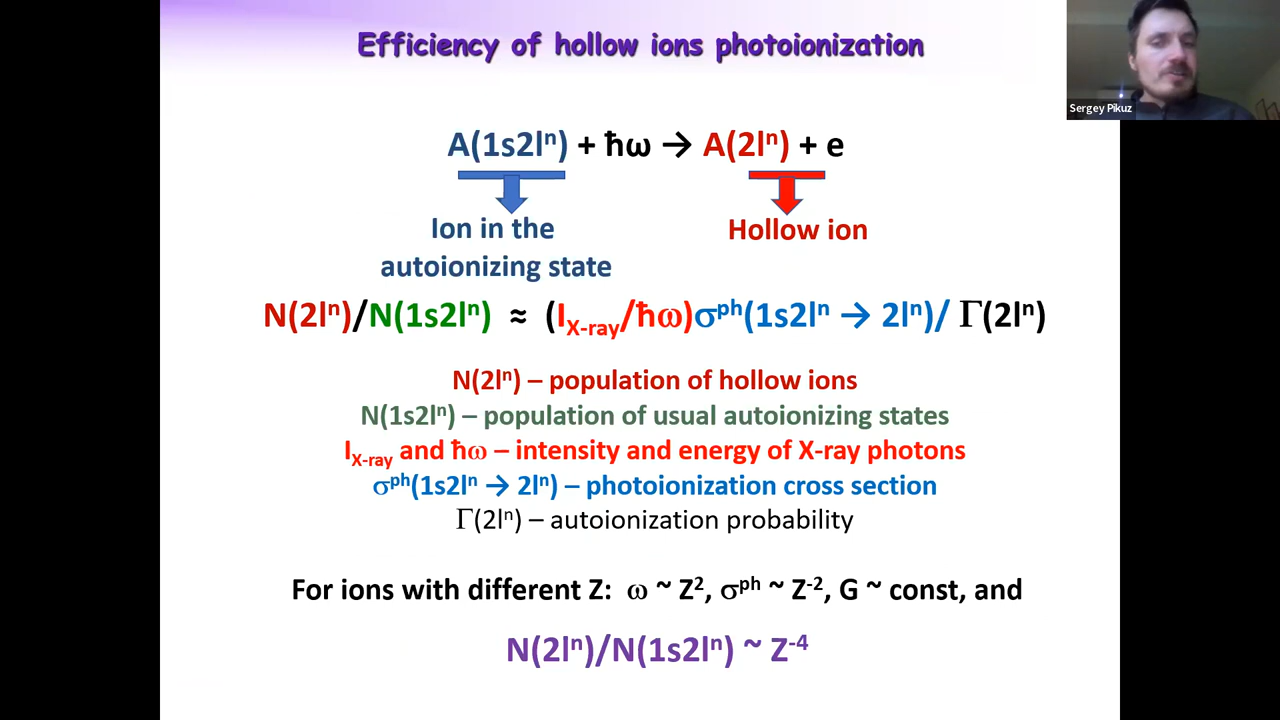 Efficiency of hollow ions photoionization
Sergey Pikuz
A(1s2lⁿ) + ħω → A(2lⁿ) + e
Ion in the
autoionizing state
Hollow ion
N(2lⁿ)/N(1s2lⁿ) ≈ (I_X-ray/ħω)σᵖʰ(1s2lⁿ → 2lⁿ)/ Γ(2lⁿ)
N(2lⁿ) – population of hollow ions
N(1s2lⁿ) – population of usual autoionizing states
I_X-ray and ħω – intensity and energy of X-ray photons
σᵖʰ(1s2lⁿ → 2lⁿ) – photoionization cross section
Γ(2lⁿ) – autoionization probability
For ions with different Z: ω ~ Z², σᵖʰ ~ Z⁻², G ~ const, and
N(2lⁿ)/N(1s2lⁿ) ~ Z⁻⁴